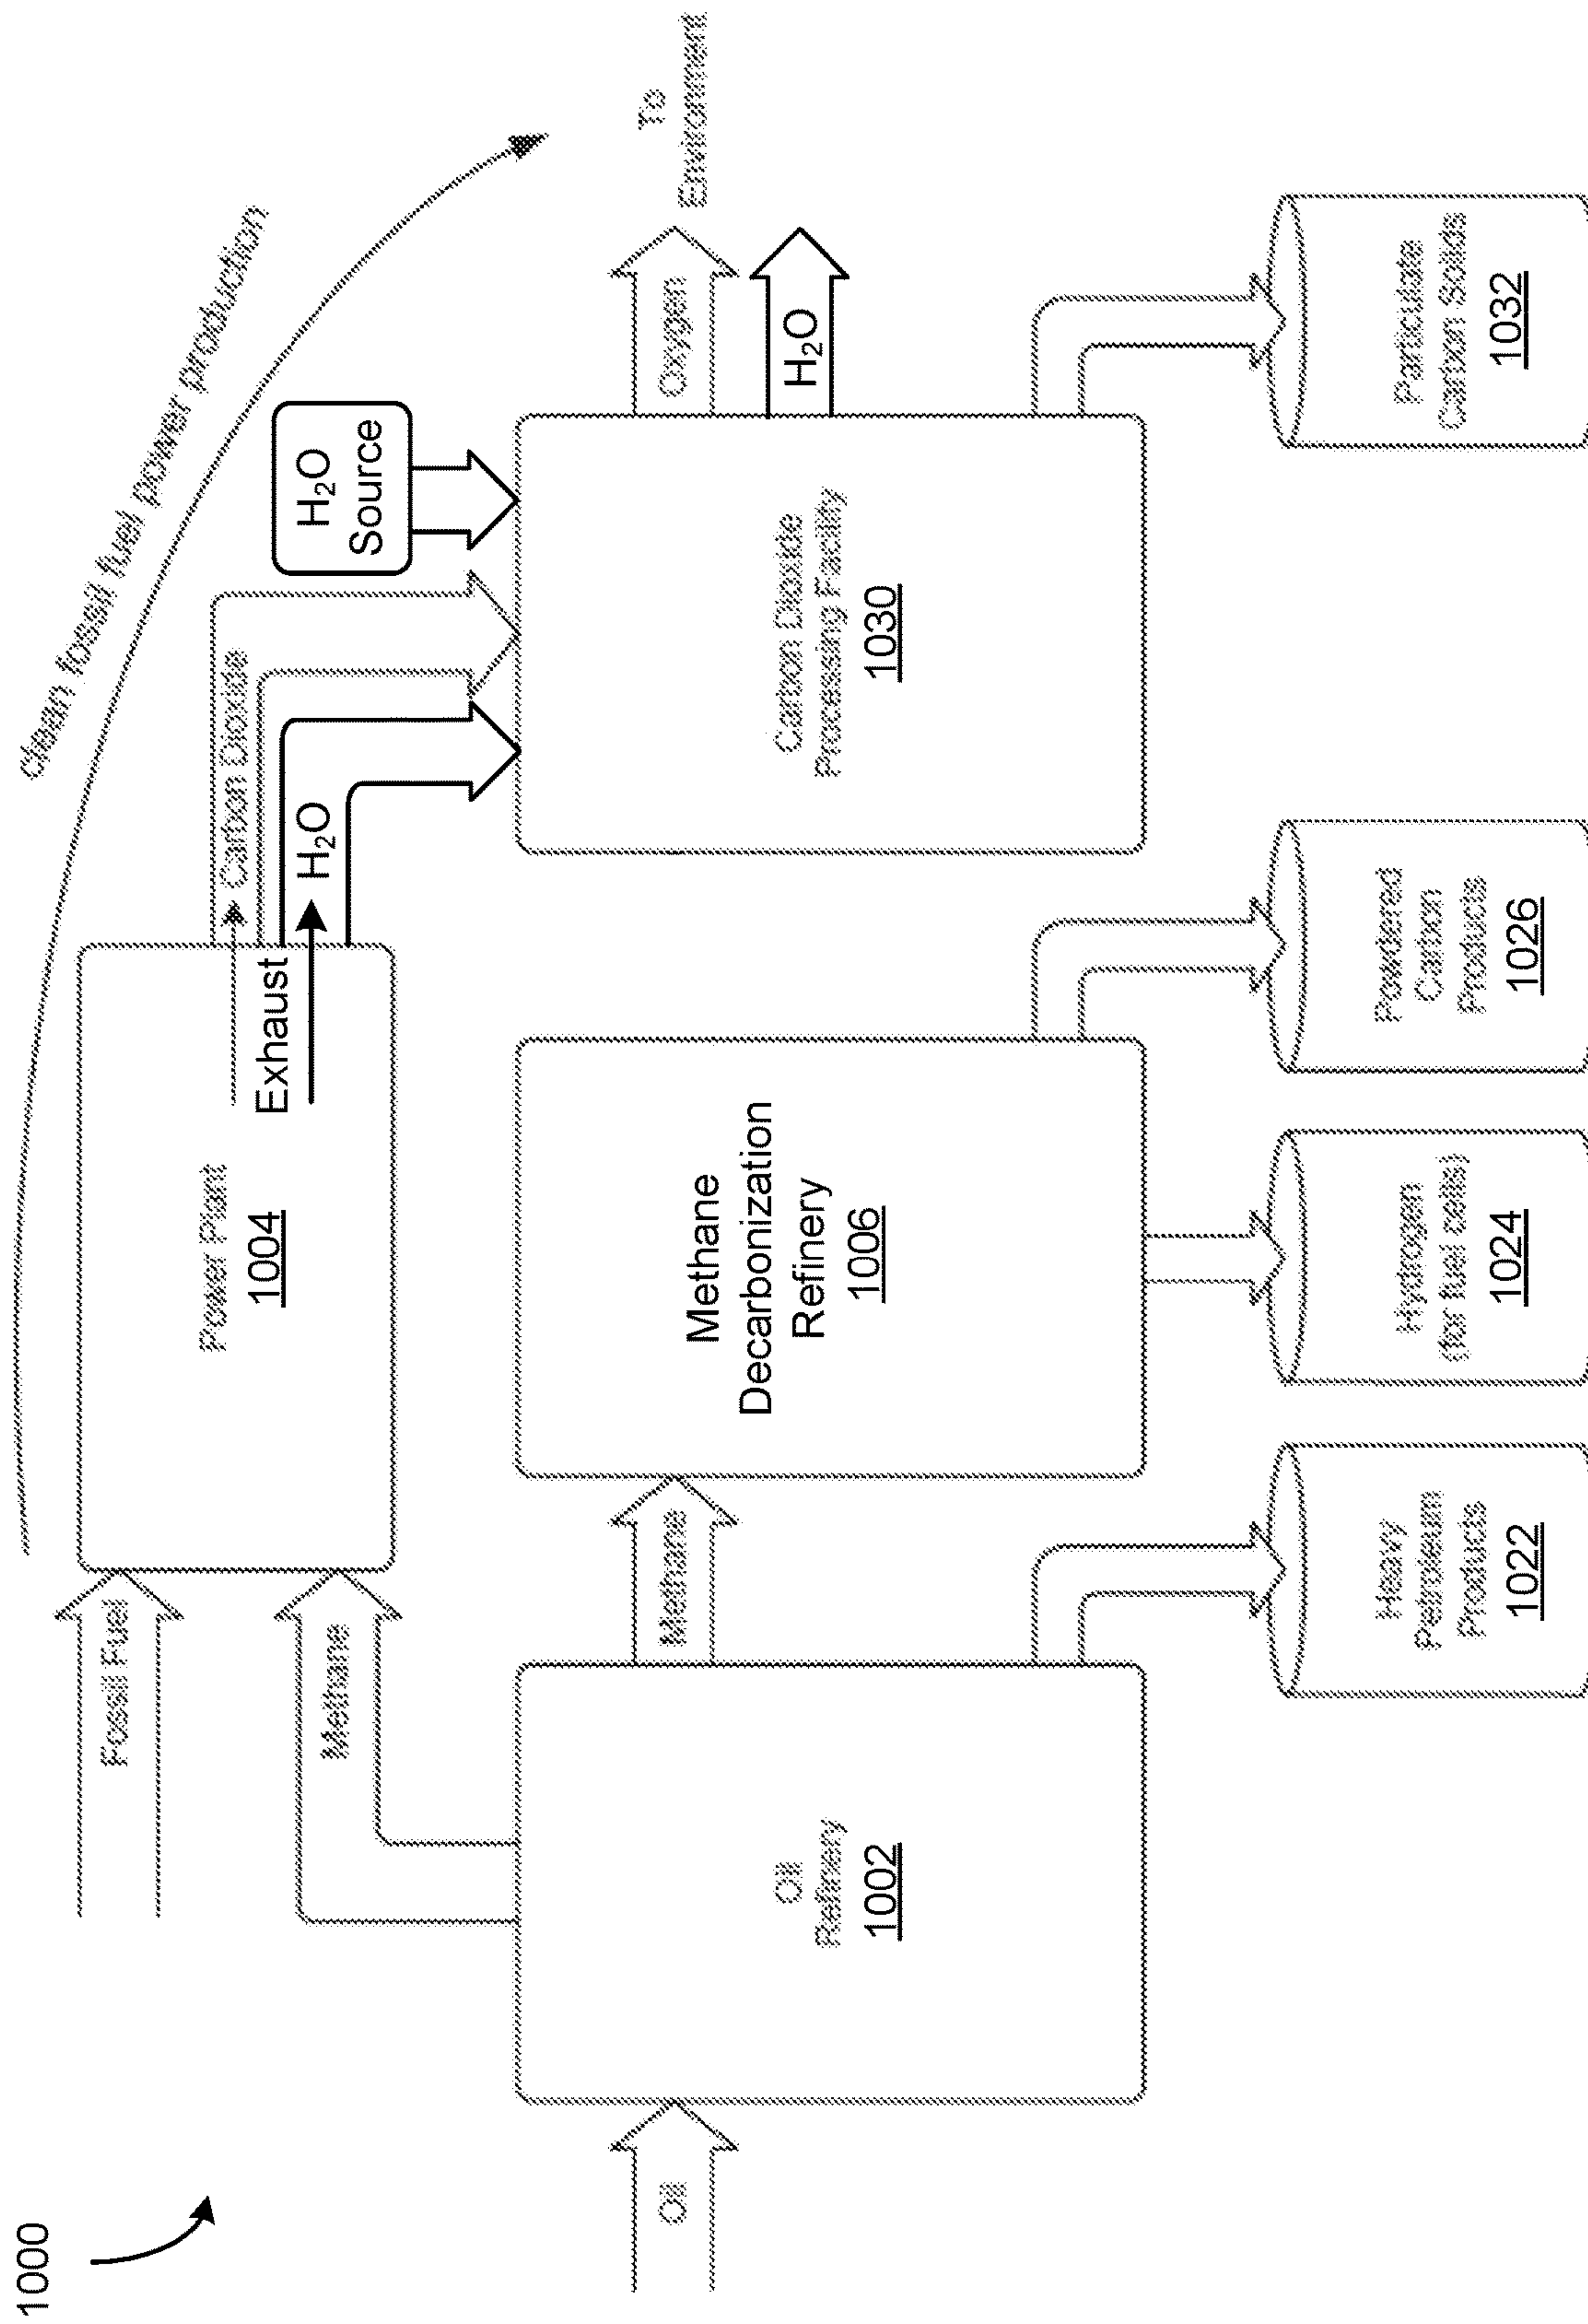 1000
clean fossil fuel power production
Fossil Fuel
Methane
Power Plant
1004
Exhaust
Carbon Dioxide
H₂O
H₂O
Source
Oil
Oil
Refinery
1002
Methane
Methane
Decarbonization
Refinery
1006
Carbon Dioxide
Processing Facility
1030
Oxygen
H₂O
To
Environment
Heavy
Petroleum
Products
1022
Hydrogen
(for fuel cells)
1024
Powdered
Carbon
Products
1026
Particulate
Carbon Solids
1032